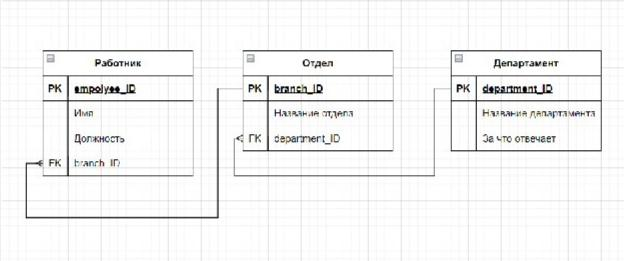 Работник
PK empolyee_ID
Имя
Должность
FK branch_ID
Отдел
PK branch_ID
Название отдела
FK department_ID
Департамент
PK department_ID
Название департамента
За что отвечает